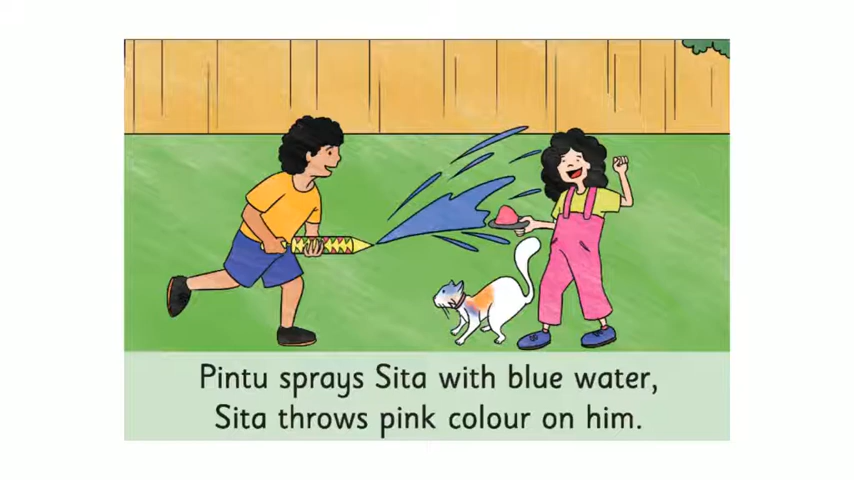 Pintu sprays Sita with blue water,
Sita throws pink colour on him.